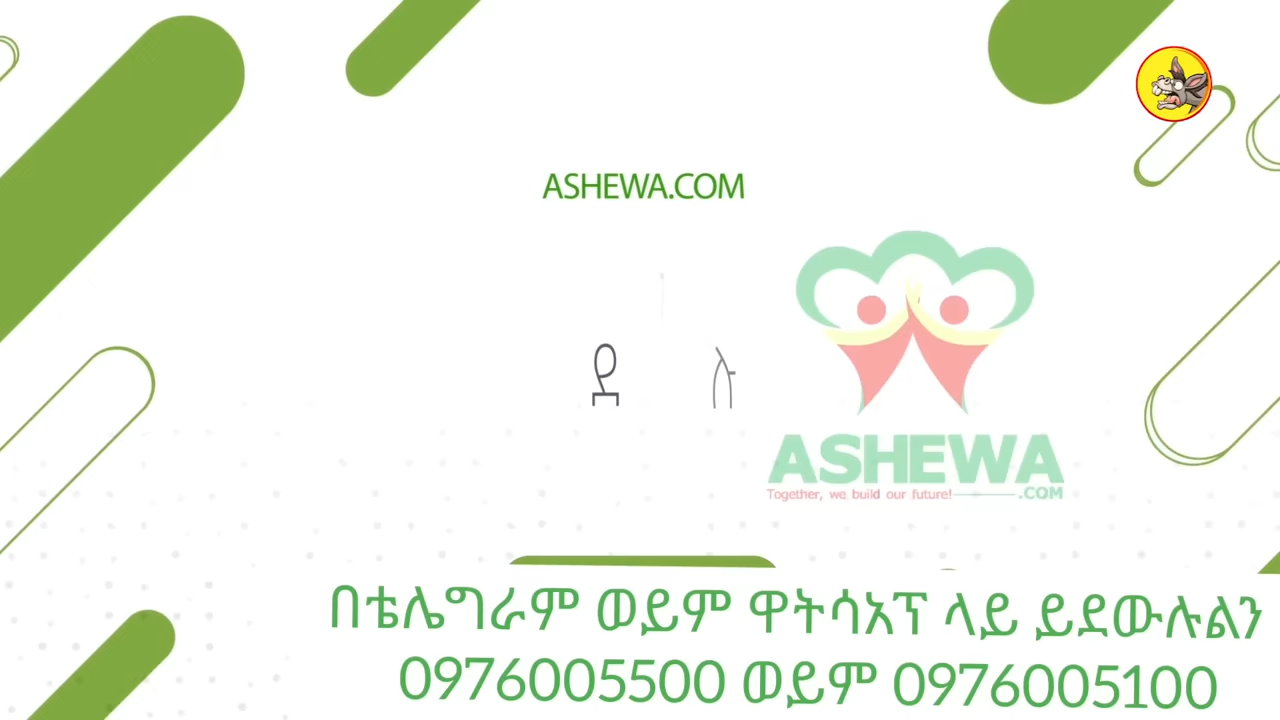 ASHEWA.COM
ደ ሉ
ASHEWA
Together, we build our future! .COM
በቴሌግራም ወይም ዋትሳአፕ ላይ ይደውሉልን
0976005500 ወይም 0976005100